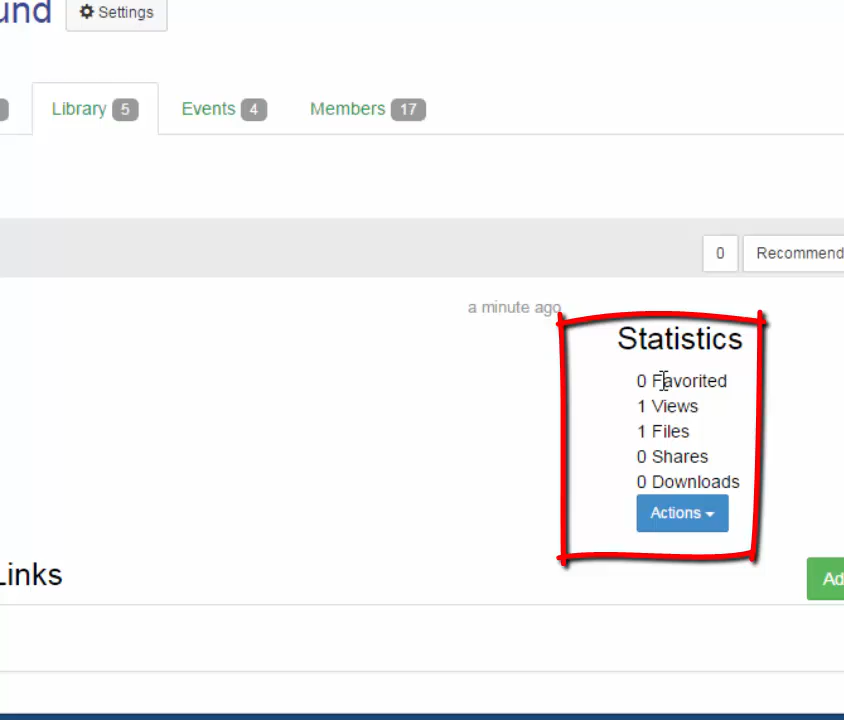 und Settings
Library 5 Events 4 Members 17
0 Recommend
a minute ago
Statistics
0 Favorited
1 Views
1 Files
0 Shares
0 Downloads
Actions
Links
Ad